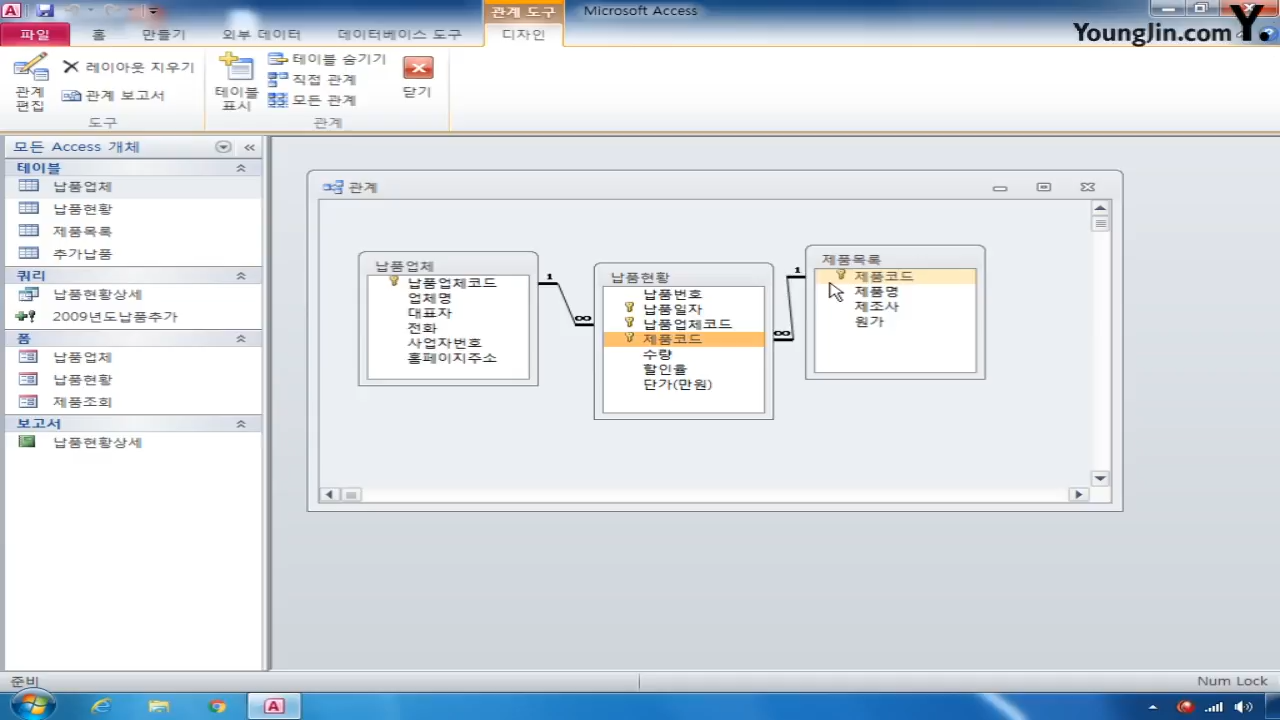 관계 도구
Microsoft Access
파일
홈
만들기
외부 데이터
데이터베이스 도구
디자인
YoungJin.com Y.
관계
편집
레이아웃 지우기
관계 보고서
도구
테이블
표시
테이블 숨기기
직접 관계
모든 관계
관계
닫기
모든 Access 개체
테이블
납품업체
납품현황
제품목록
추가납품
쿼리
납품현황상세
2009년도납품추가
폼
납품업체
납품현황
제품조회
보고서
납품현황상세
관계
납품업체
납품업체코드
업체명
대표자
전화
사업자번호
홈페이지주소
1
∞
납품현황
납품번호
납품일자
납품업체코드
제품코드
수량
할인율
단가(만원)
1
∞
제품목록
제품코드
제품명
제조사
원가
준비
Num Lock